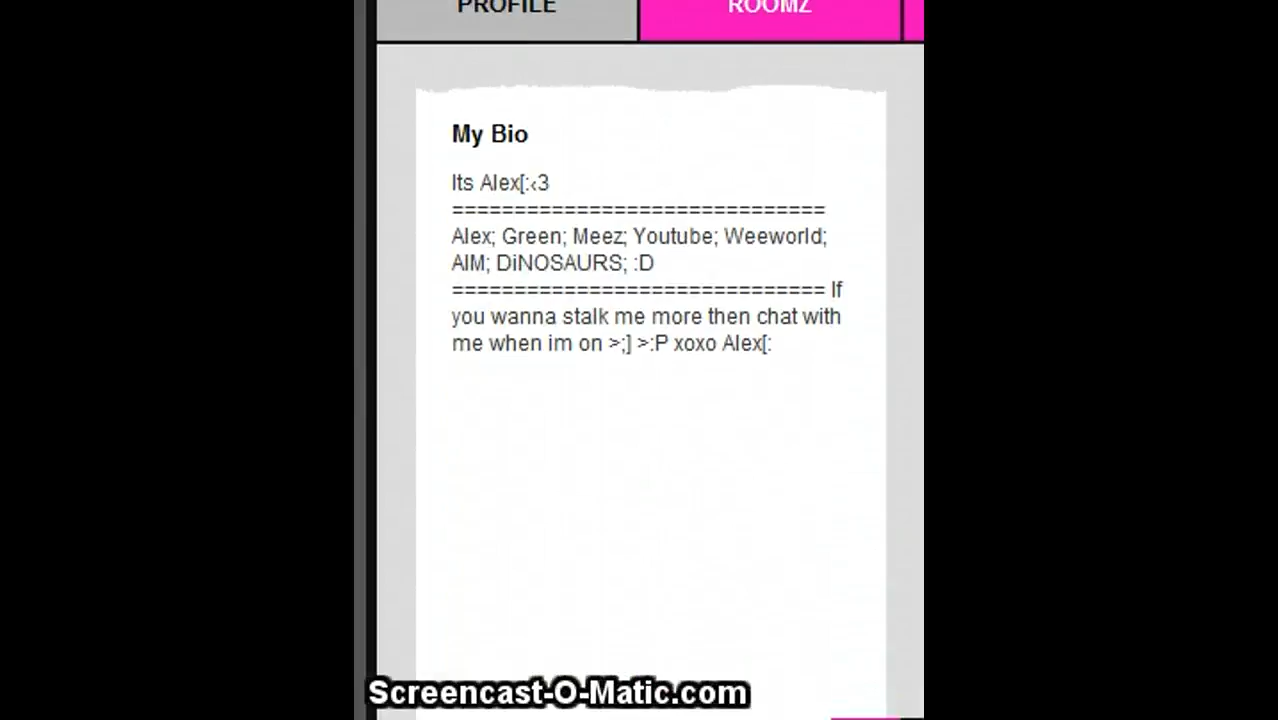 PROFILE ROOMZ
My Bio
Its Alex[:‹3
==============================
Alex; Green; Meez; Youtube; Weeworld;
AIM; DiNOSAURS; :D
============================== If
you wanna stalk me more then chat with
me when im on >;] >:P xoxo Alex[:
Screencast-O-Matic.com